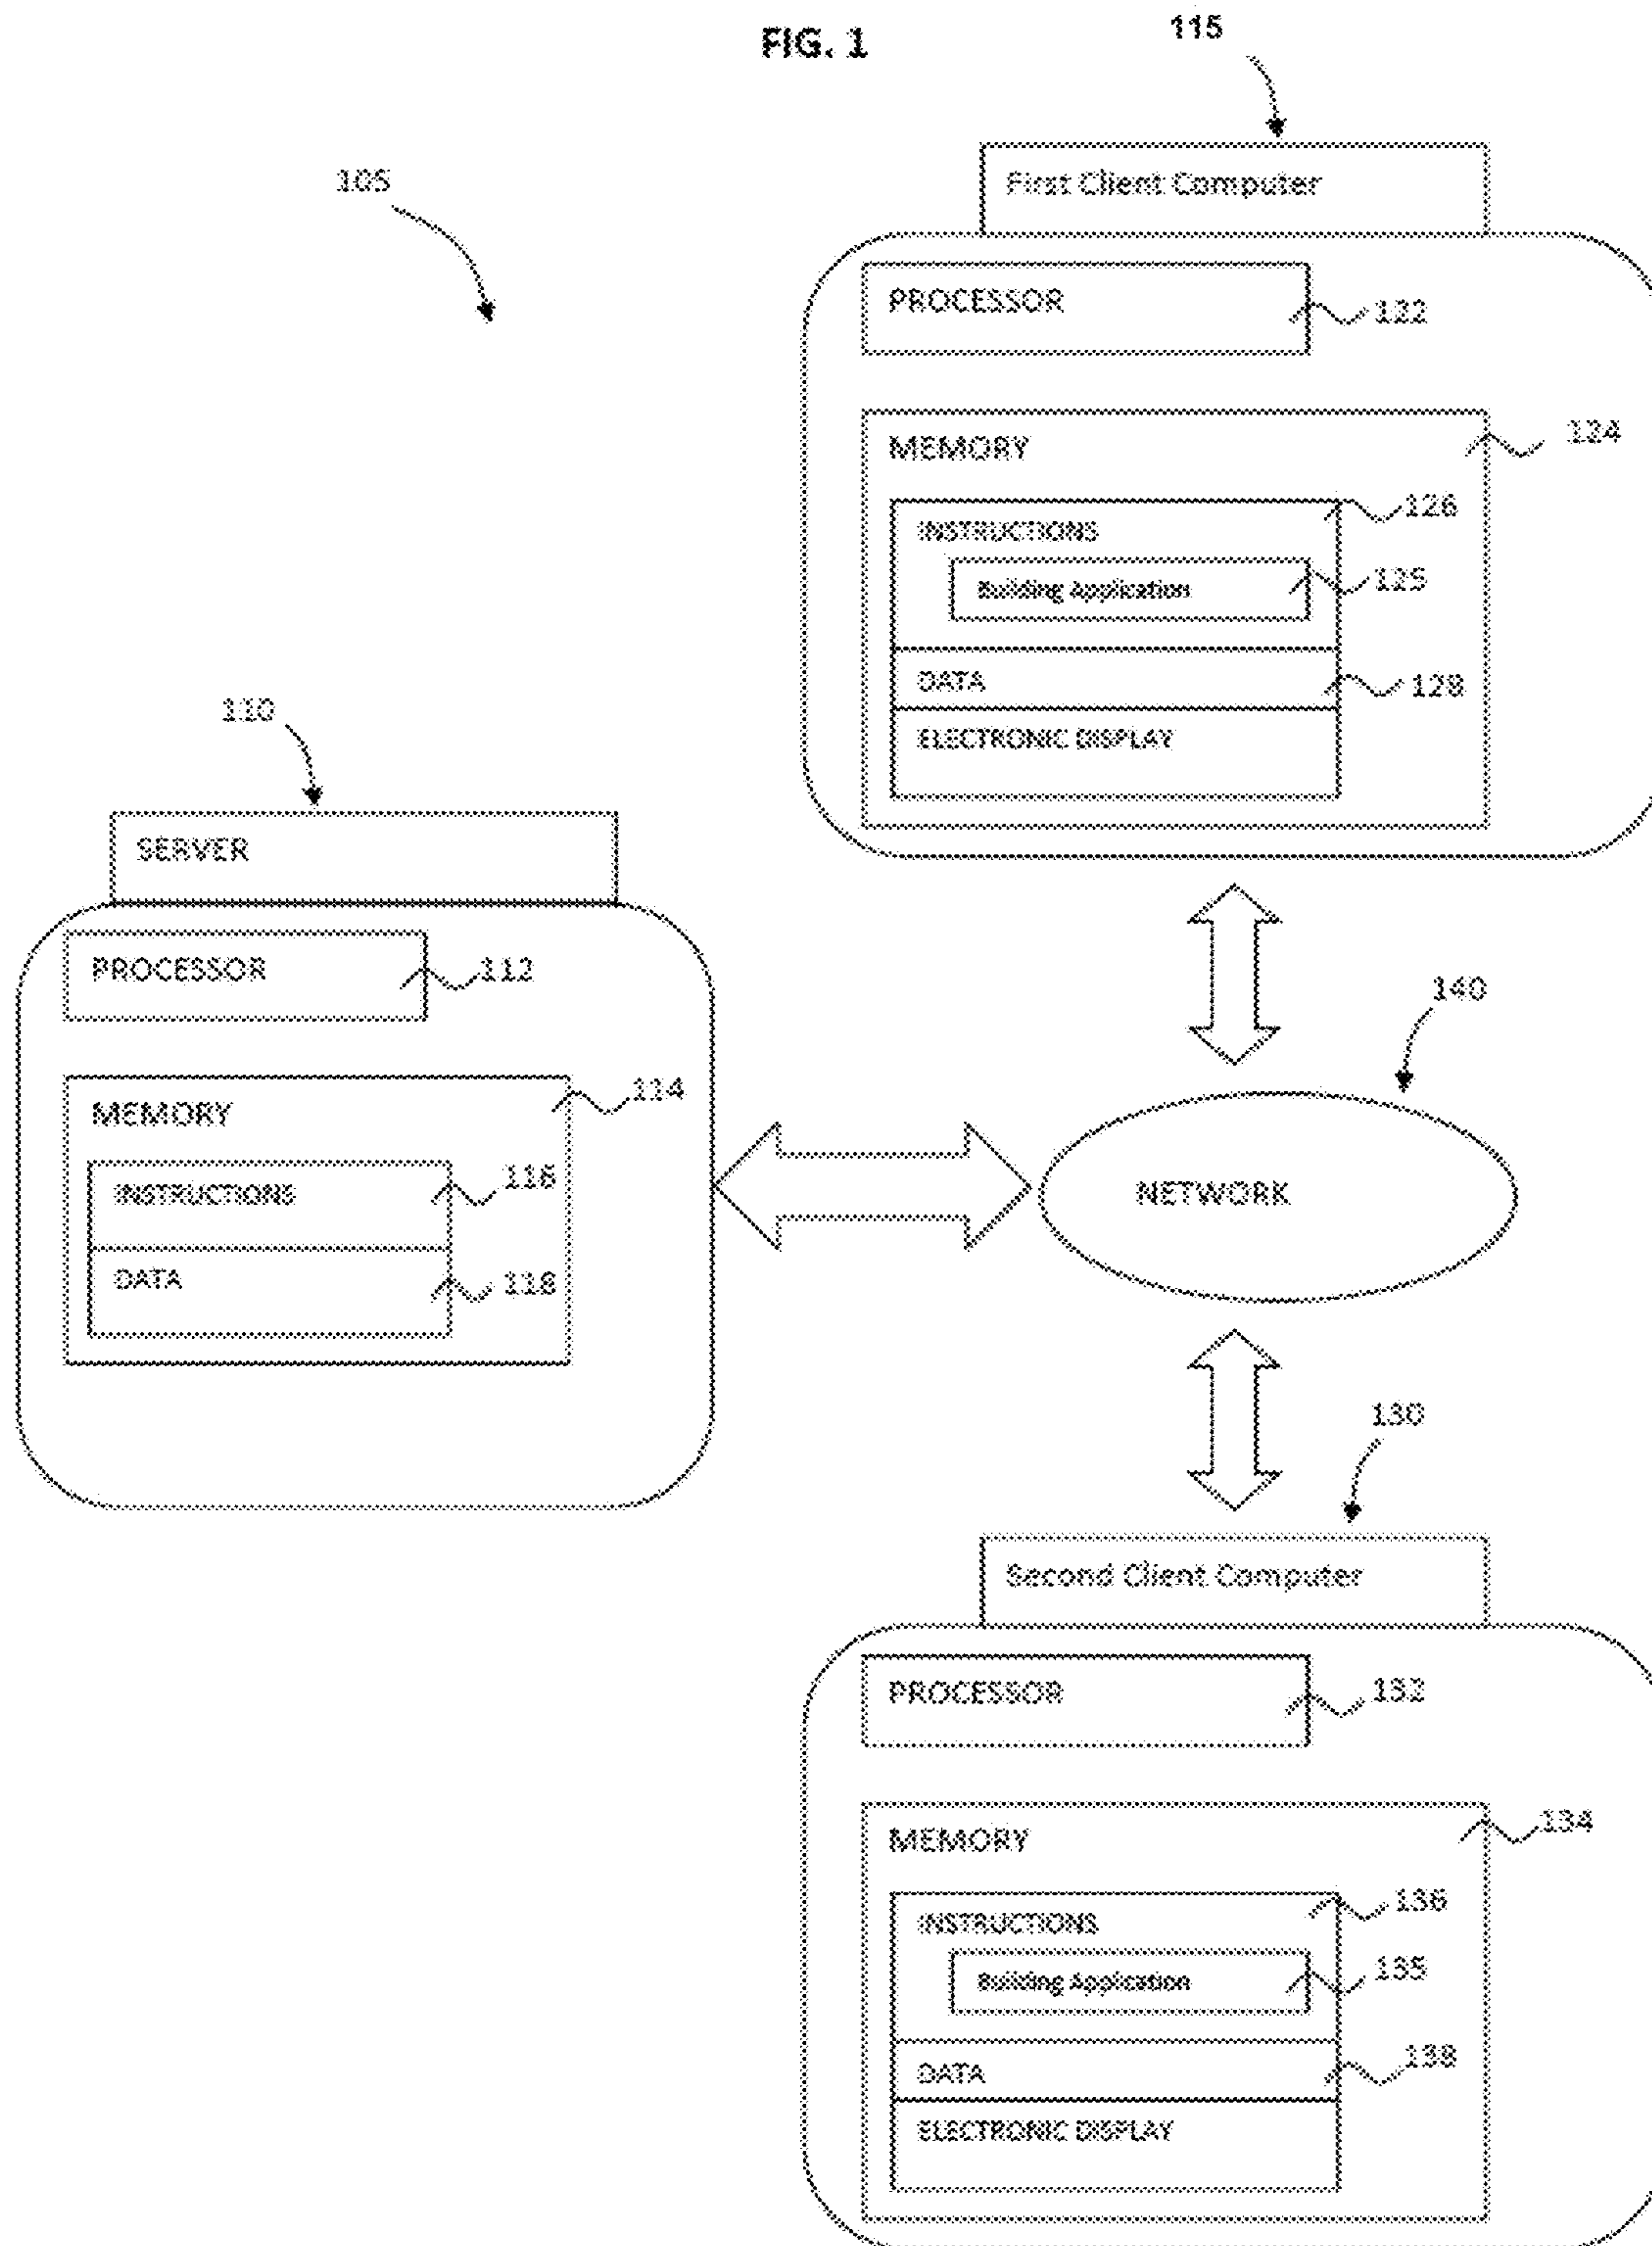 FIG. 1
115
105
First Client Computer
PROCESSOR
122
MEMORY
124
INSTRUCTIONS
126
Building Application
125
DATA
128
ELECTRONIC DISPLAY
110
SERVER
PROCESSOR
112
MEMORY
114
INSTRUCTIONS
116
DATA
118
140
NETWORK
130
Second Client Computer
PROCESSOR
132
MEMORY
134
INSTRUCTIONS
136
Building Application
135
DATA
138
ELECTRONIC DISPLAY